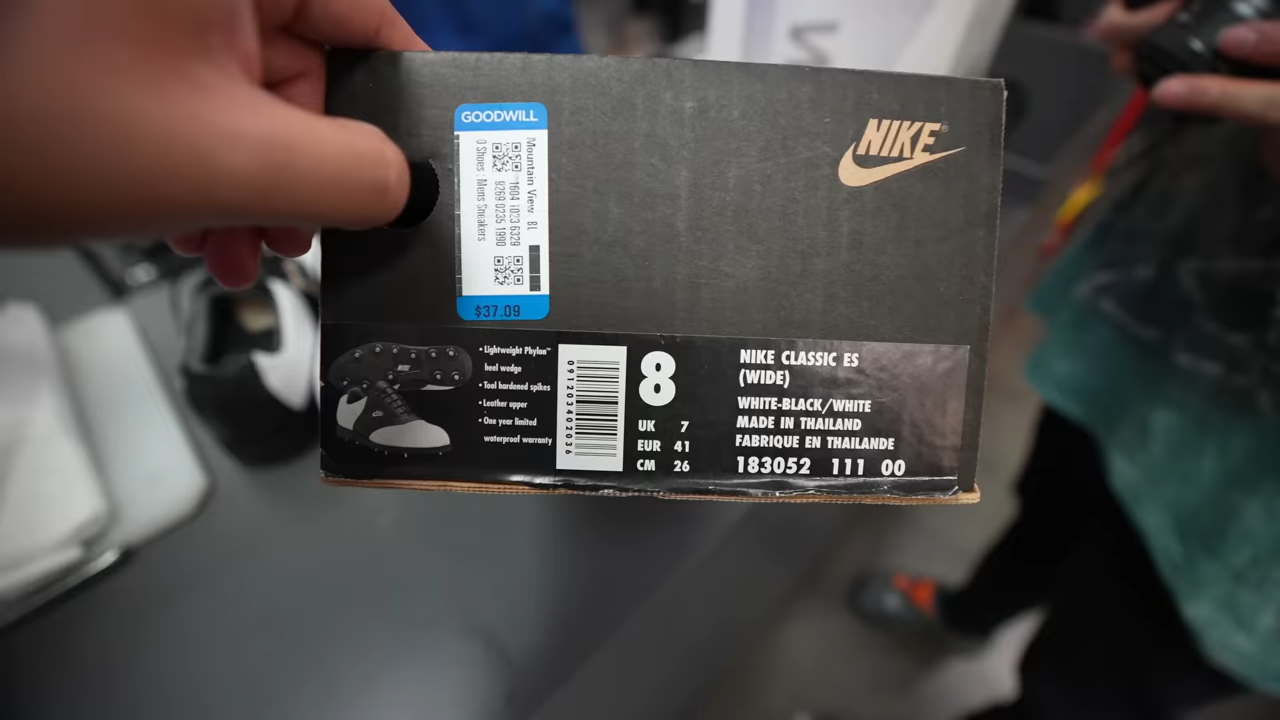 GOODWILL
Mountain View BL
1604 1023 6329
9269 0235 1990
0 Shoes : Mens Sneakers
$37.09
NIKE®
• Lightweight Phylon™
heel wedge
• Tool hardened spikes
• Leather upper
• One year limited
waterproof warranty
091203402036
8
UK 7
EUR 41
CM 26
NIKE CLASSIC ES
(WIDE)
WHITE-BLACK/WHITE
MADE IN THAILAND
FABRIQUE EN THAILANDE
183052 111 00